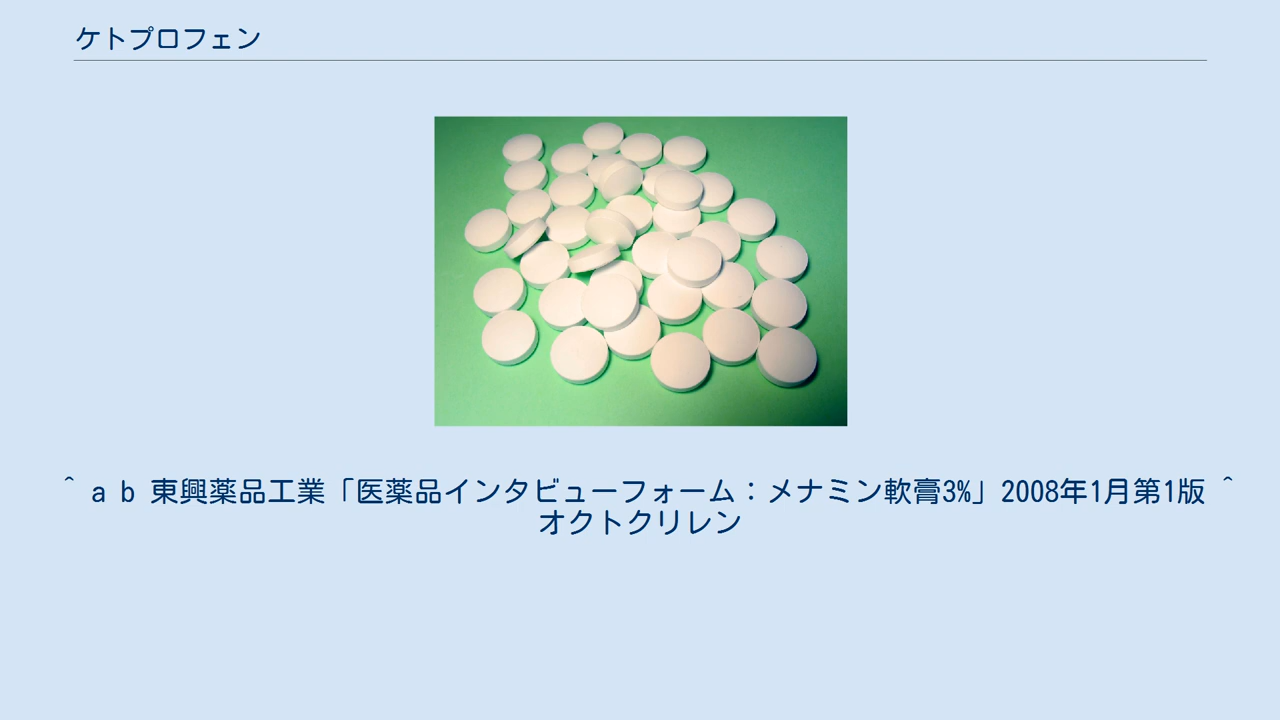 ケトプロフェン
^ a b 東興薬品工業「医薬品インタビューフォーム：メナミン軟膏3%」2008年1月第1版 ^
オクトクリレン